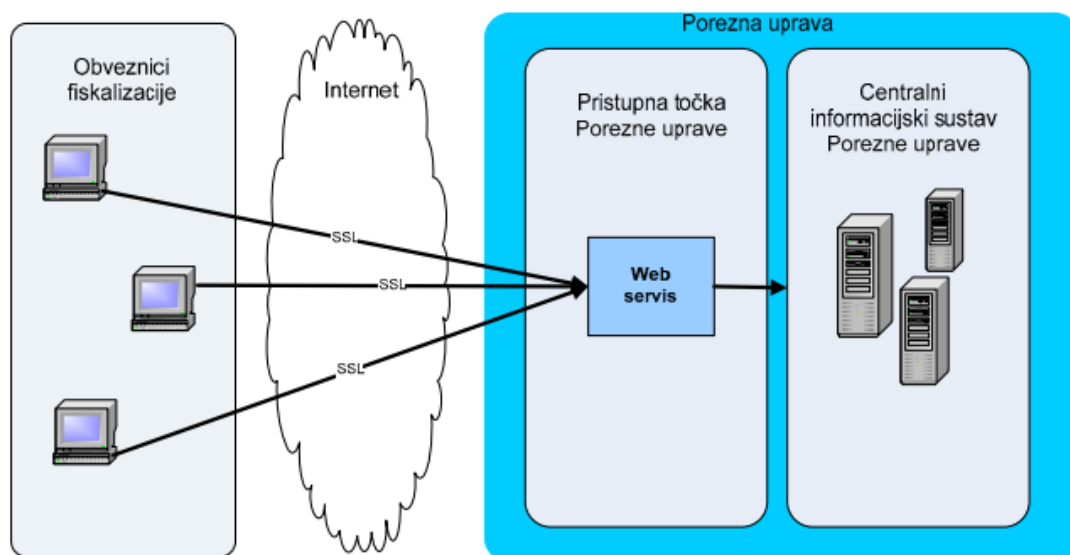 Porezna uprava
Obveznici
fiskalizacije
Internet
Pristupna točka
Porezne uprave
Centralni
informacijski sustav
Porezne uprave
SSL
SSL
SSL
Web
servis